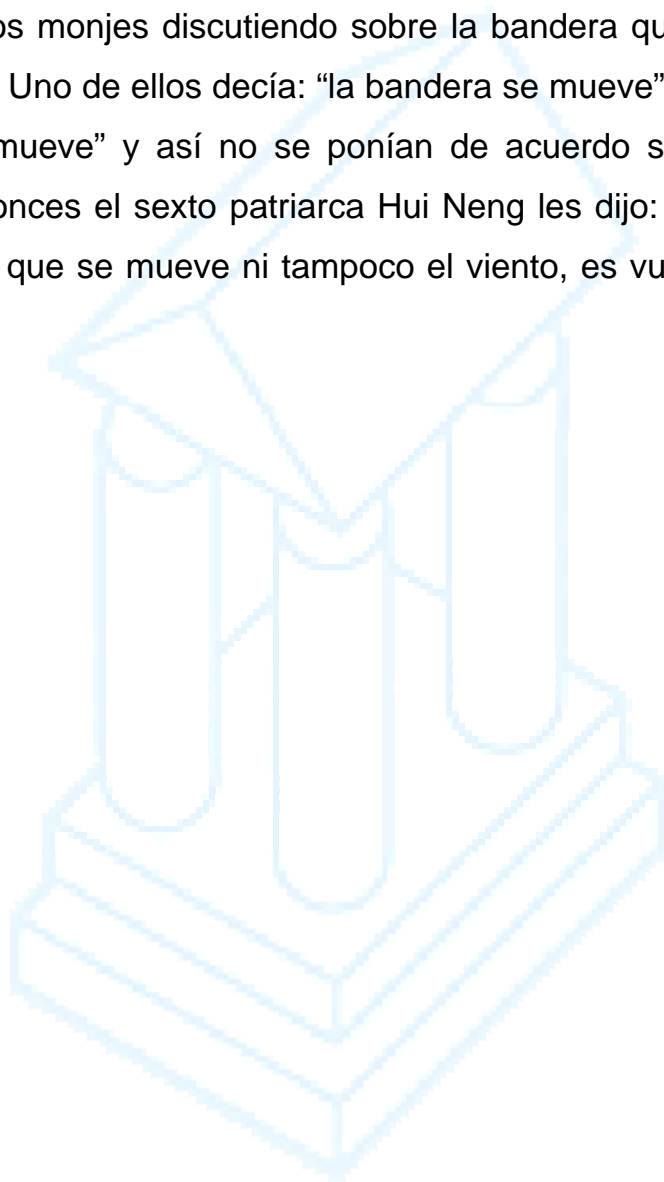 os monjes discutiendo sobre la bandera qu
Uno de ellos decía: “la bandera se mueve”
mueve” y así no se ponían de acuerdo s
onces el sexto patriarca Hui Neng les dijo:
que se mueve ni tampoco el viento, es vu